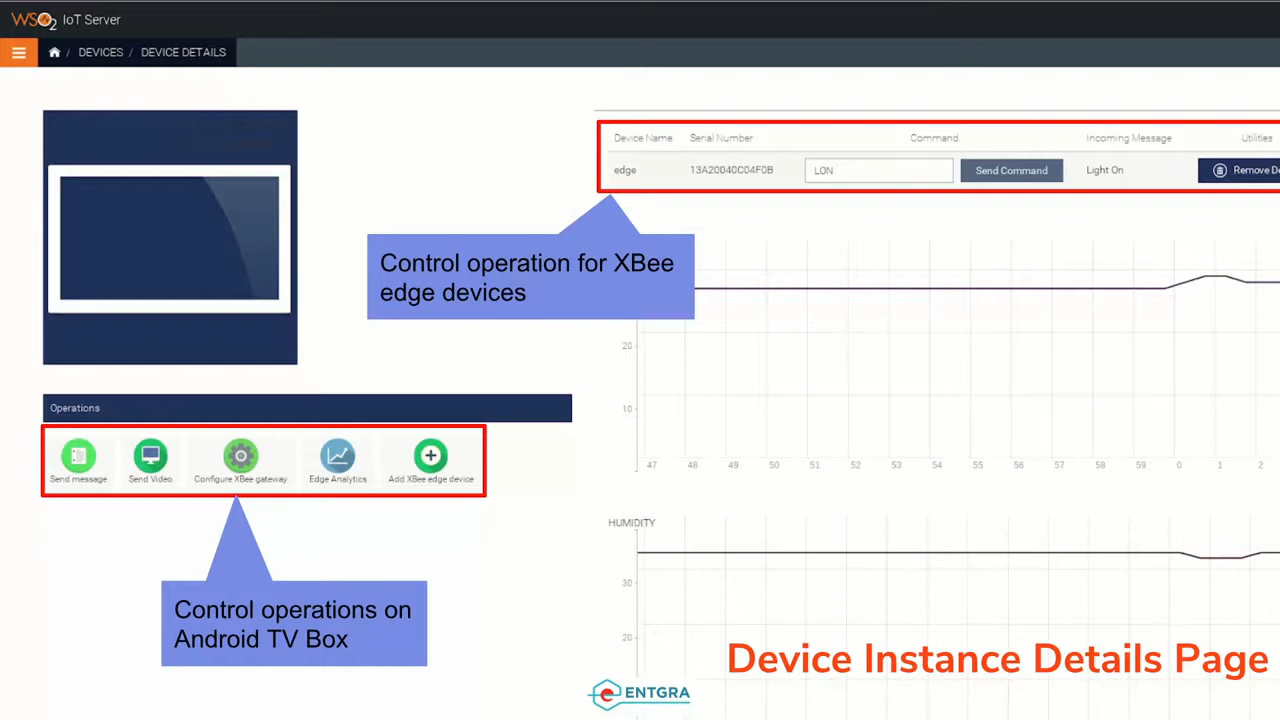 WSO2 IoT Server
/ DEVICES / DEVICE DETAILS
Device Name Serial Number Command Incoming Message Utilities
edge 13A20040C04F0B LON Send Command Light On Remove De
Control operation for XBee
edge devices
20
10
47 48 49 50 51 52 53 54 55 56 57 58 59 0 1 2
Operations
Send message Send Video Configure XBee gateway Edge Analytics Add XBee edge device
HUMIDITY
30
20
Control operations on
Android TV Box
Device Instance Details Page
ENTGRA